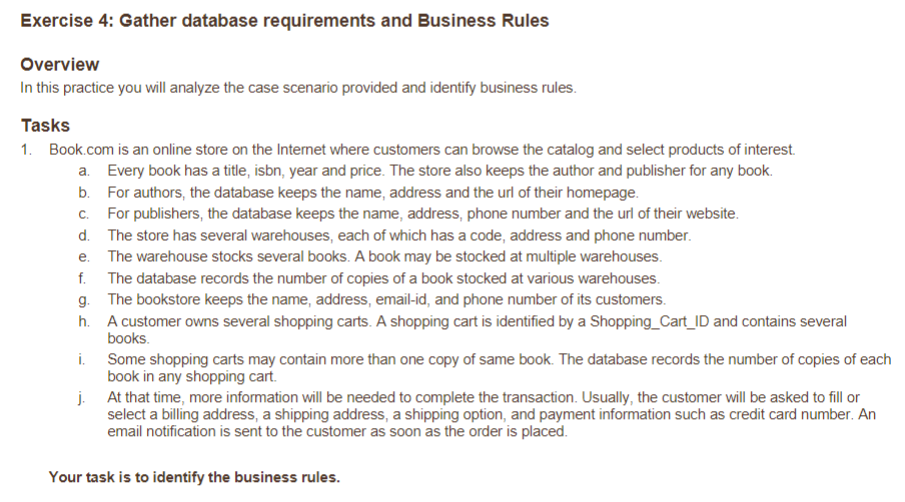 Exercise 4: Gather database requirements and Business Rules
Overview
In this practice you will analyze the case scenario provided and identify business rules.
Tasks
1. Book.com is an online store on the Internet where customers can browse the catalog and select products of interest.
a. Every book has a title, isbn, year and price. The store also keeps the author and publisher for any book.
b. For authors, the database keeps the name, address and the url of their homepage.
c. For publishers, the database keeps the name, address, phone number and the url of their website.
d. The store has several warehouses, each of which has a code, address and phone number.
e. The warehouse stocks several books. A book may be stocked at multiple warehouses.
f. The database records the number of copies of a book stocked at various warehouses.
g. The bookstore keeps the name, address, email-id, and phone number of its customers.
h. A customer owns several shopping carts. A shopping cart is identified by a Shopping_Cart_ID and contains several
books.
i. Some shopping carts may contain more than one copy of same book. The database records the number of copies of each
book in any shopping cart.
j. At that time, more information will be needed to complete the transaction. Usually, the customer will be asked to fill or
select a billing address, a shipping address, a shipping option, and payment information such as credit card number. An
email notification is sent to the customer as soon as the order is placed.
Your task is to identify the business rules.